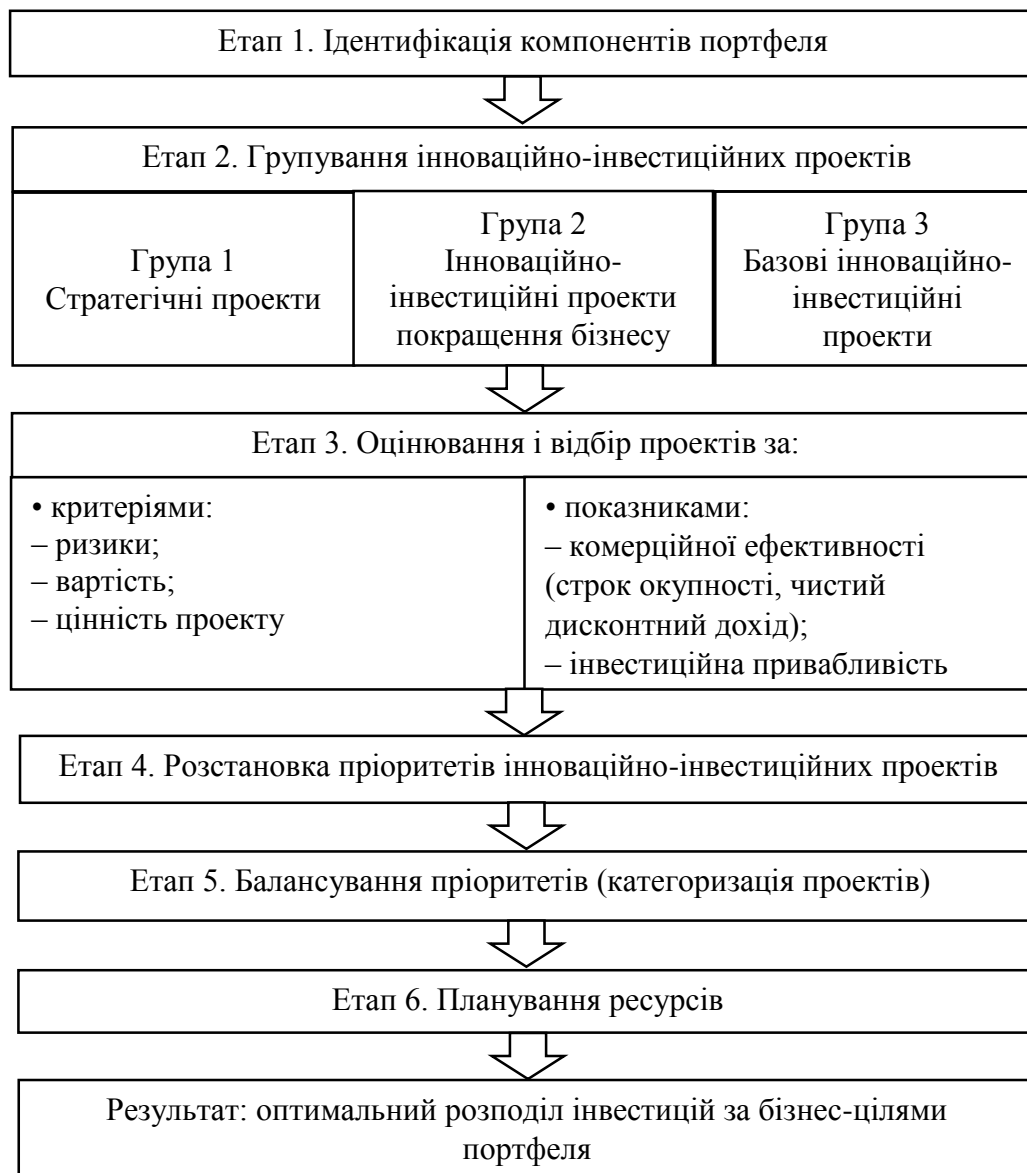 Етап 1. Ідентифікація компонентів портфеля
Етап 2. Групування інноваційно-інвестиційних проектів
Група 1
Стратегічні проекти
Група 2
Інноваційно-
інвестиційні проекти
покращення бізнесу
Група 3
Базові інноваційно-
інвестиційні
проекти
Етап 3. Оцінювання і відбір проектів за:
• критеріями:
– ризики;
– вартість;
– цінність проекту
• показниками:
– комерційної ефективності
(строк окупності, чистий
дисконтний дохід);
– інвестиційна привабливість
Етап 4. Розстановка пріоритетів інноваційно-інвестиційних проектів
Етап 5. Балансування пріоритетів (категоризація проектів)
Етап 6. Планування ресурсів
Результат: оптимальний розподіл інвестицій за бізнес-цілями
портфеля